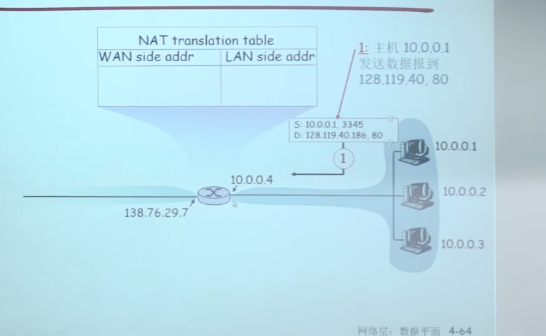 NAT translation table
WAN side addr LAN side addr
1: 主机 10.0.0.1
发送数据报到
128.119.40, 80
S: 10.0.0.1, 3345
D: 128.119.40.186, 80
1
10.0.0.1
10.0.0.4
10.0.0.2
138.76.29.7
10.0.0.3
网络层：数据平面 4-64